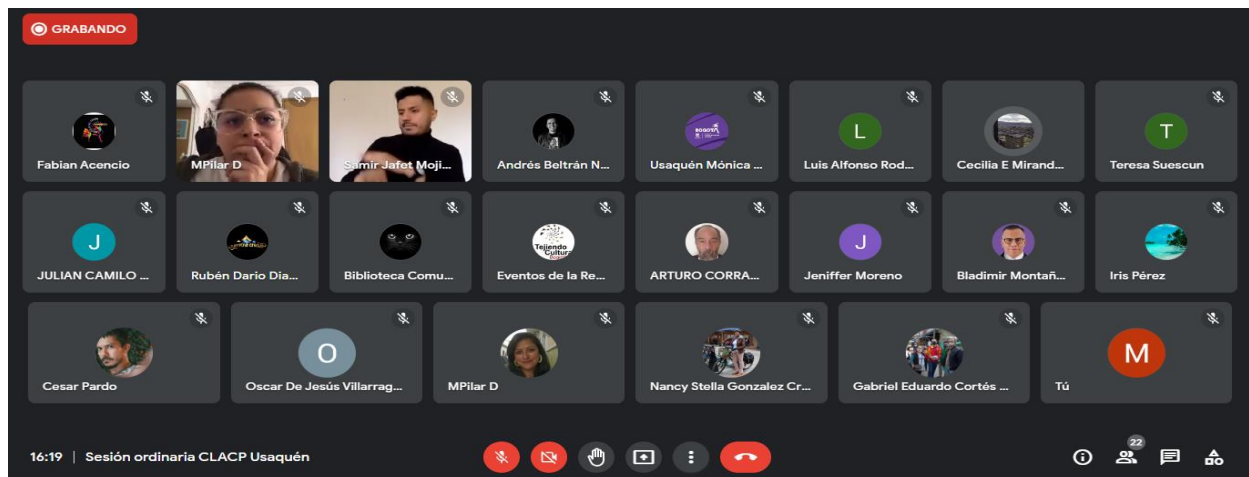 GRABANDO
Fabian Acencio
MPilar D
Samir Jafet Moji...
Andrés Beltrán N...
BOGOTÁ
Usaquén Mónica ...
L
Luis Alfonso Rod...
Cecilia E Mirand...
T
Teresa Suescun
J
JULIAN CAMILO ...
Rubén Dario Dia...
Biblioteca Comu...
Tejiendo
Cultura
Eventos de la Re...
ARTURO CORRA...
J
Jeniffer Moreno
Bladimir Montañ...
Iris Pérez
Cesar Pardo
O
Oscar De Jesús Villarrag...
MPilar D
Nancy Stella Gonzalez Cr...
Gabriel Eduardo Cortés ...
M
Tú
16:19 | Sesión ordinaria CLACP Usaquén
22